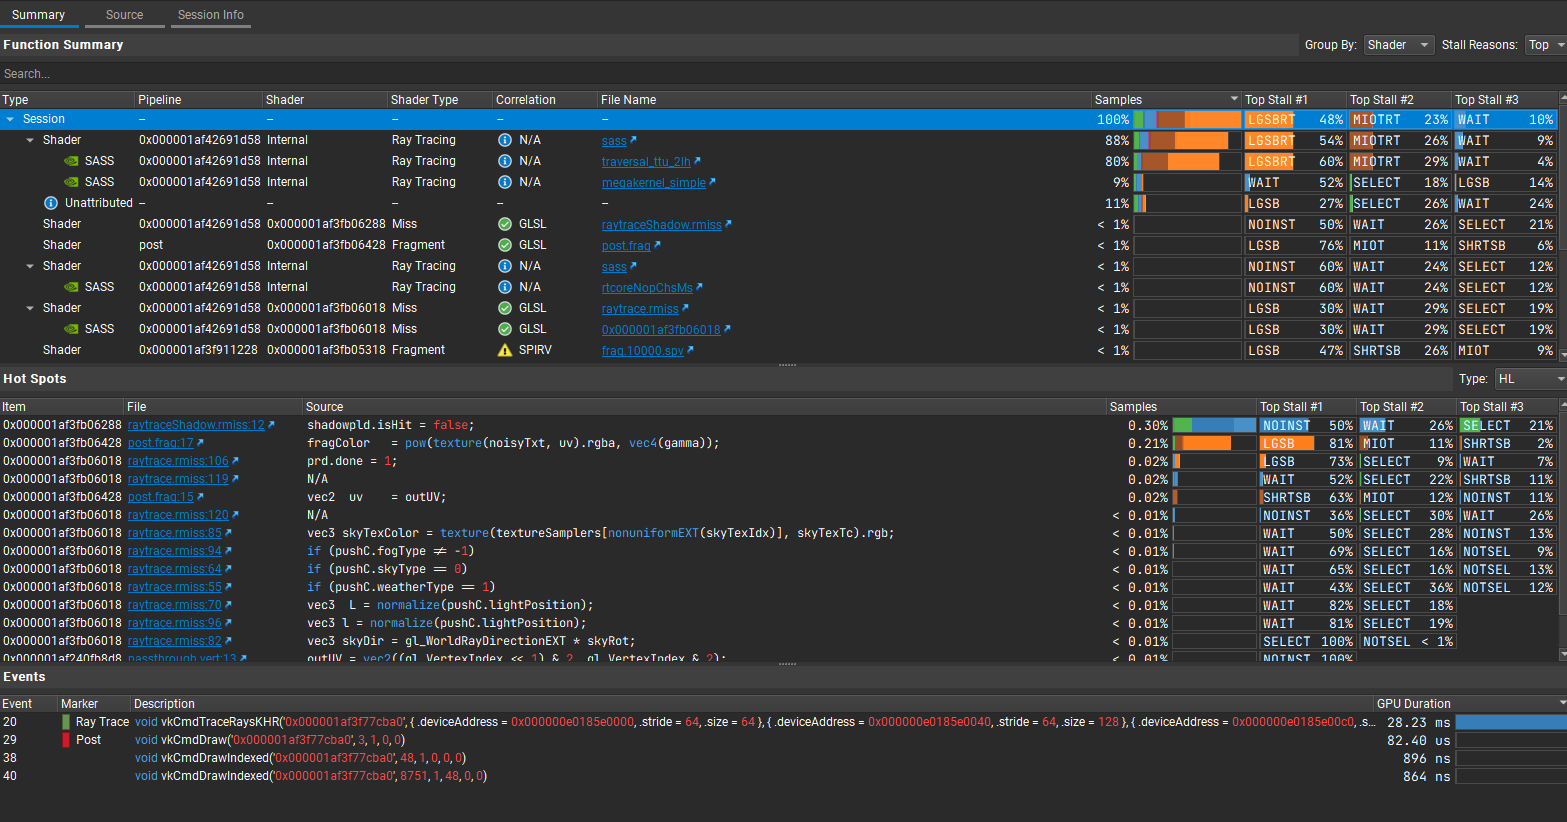 Summary Source Session Info
Function Summary Group By: Shader Stall Reasons: Top
Search...
Type Pipeline Shader Shader Type Correlation File Name Samples Top Stall #1 Top Stall #2 Top Stall #3
Session – – – – – 100% LGSBRT 48% MIOTRT 23% WAIT 10%
Shader 0x000001af42691d58 Internal Ray Tracing N/A sass 88% LGSBRT 54% MIOTRT 26% WAIT 9%
SASS 0x000001af42691d58 Internal Ray Tracing N/A traversal_ttu_2lh 80% LGSBRT 60% MIOTRT 29% WAIT 4%
SASS 0x000001af42691d58 Internal Ray Tracing N/A megakernel_simple 9% WAIT 52% SELECT 18% LGSB 14%
Unattributed – – – – – 11% LGSB 27% SELECT 26% WAIT 24%
Shader 0x000001af42691d58 0x000001af3fb06288 Miss GLSL raytraceShadow.rmiss < 1% NOINST 50% WAIT 26% SELECT 21%
Shader post 0x000001af3fb06428 Fragment GLSL post.frag < 1% LGSB 76% MIOT 11% SHRTSB 6%
Shader 0x000001af42691d58 Internal Ray Tracing N/A sass < 1% NOINST 60% WAIT 24% SELECT 12%
SASS 0x000001af42691d58 Internal Ray Tracing N/A rtcoreNopChsMs < 1% NOINST 60% WAIT 24% SELECT 12%
Shader 0x000001af42691d58 0x000001af3fb06018 Miss GLSL raytrace.rmiss < 1% LGSB 30% WAIT 29% SELECT 19%
SASS 0x000001af42691d58 0x000001af3fb06018 Miss GLSL 0x000001af3fb06018 < 1% LGSB 30% WAIT 29% SELECT 19%
Shader 0x000001af3f911228 0x000001af3fb05318 Fragment SPIRV frag.10000.spv < 1% LGSB 47% SHRTSB 26% MIOT 9%
Hot Spots Type: HL
Item File Source Samples Top Stall #1 Top Stall #2 Top Stall #3
0x000001af3fb06288 raytraceShadow.rmiss:12 shadowpld.isHit = false; 0.30% NOINST 50% WAIT 26% SELECT 21%
0x000001af3fb06428 post.frag:17 fragColor = pow(texture(noisyTxt, uv).rgba, vec4(gamma)); 0.21% LGSB 81% MIOT 11% SHRTSB 2%
0x000001af3fb06018 raytrace.rmiss:106 prd.done = 1; 0.02% LGSB 73% SELECT 9% WAIT 7%
0x000001af3fb06018 raytrace.rmiss:119 N/A 0.02% WAIT 52% SELECT 22% SHRTSB 11%
0x000001af3fb06428 post.frag:15 vec2 uv = outUV; 0.02% SHRTSB 63% MIOT 12% NOINST 11%
0x000001af3fb06018 raytrace.rmiss:120 N/A < 0.01% NOINST 36% SELECT 30% WAIT 26%
0x000001af3fb06018 raytrace.rmiss:85 vec3 skyTexColor = texture(textureSamplers[nonuniformEXT(skyTexIdx)], skyTexTc).rgb; < 0.01% WAIT 50% SELECT 28% NOINST 13%
0x000001af3fb06018 raytrace.rmiss:94 if (pushC.fogType != -1) < 0.01% WAIT 69% SELECT 16% NOTSEL 9%
0x000001af3fb06018 raytrace.rmiss:64 if (pushC.skyType == 0) < 0.01% WAIT 65% SELECT 16% NOTSEL 13%
0x000001af3fb06018 raytrace.rmiss:55 if (pushC.weatherType == 1) < 0.01% WAIT 43% SELECT 36% NOTSEL 12%
0x000001af3fb06018 raytrace.rmiss:70 vec3 L = normalize(pushC.lightPosition); < 0.01% WAIT 82% SELECT 18%
0x000001af3fb06018 raytrace.rmiss:96 vec3 l = normalize(pushC.lightPosition); < 0.01% WAIT 81% SELECT 19%
0x000001af3fb06018 raytrace.rmiss:82 vec3 skyDir = gl_WorldRayDirectionEXT * skyRot; < 0.01% SELECT 100% NOTSEL < 1%
0x000001af240fb8d8 passthrough.vert:13 outUV = vec2((gl_VertexIndex << 1) & 2, gl_VertexIndex & 2); < 0.01% NOINST 100%
Events
Event Marker Description GPU Duration
20 Ray Trace void vkCmdTraceRaysKHR('0x000001af3f77cba0', { .deviceAddress = 0x000000e0185e0000, .stride = 64, .size = 64 }, { .deviceAddress = 0x000000e0185e0040, .stride = 64, .size = 128 }, { .deviceAddress = 0x000000e0185e00c0, .s... 28.23 ms
29 Post void vkCmdDraw('0x000001af3f77cba0', 3, 1, 0, 0) 82.40 us
38 void vkCmdDrawIndexed('0x000001af3f77cba0', 48, 1, 0, 0, 0) 896 ns
40 void vkCmdDrawIndexed('0x000001af3f77cba0', 8751, 1, 48, 0, 0) 864 ns